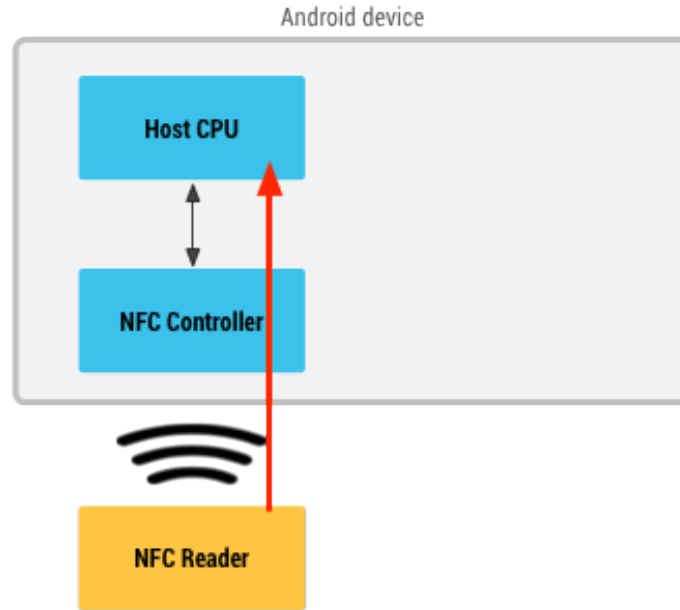 Android device
Host CPU
NFC Controller
NFC Reader